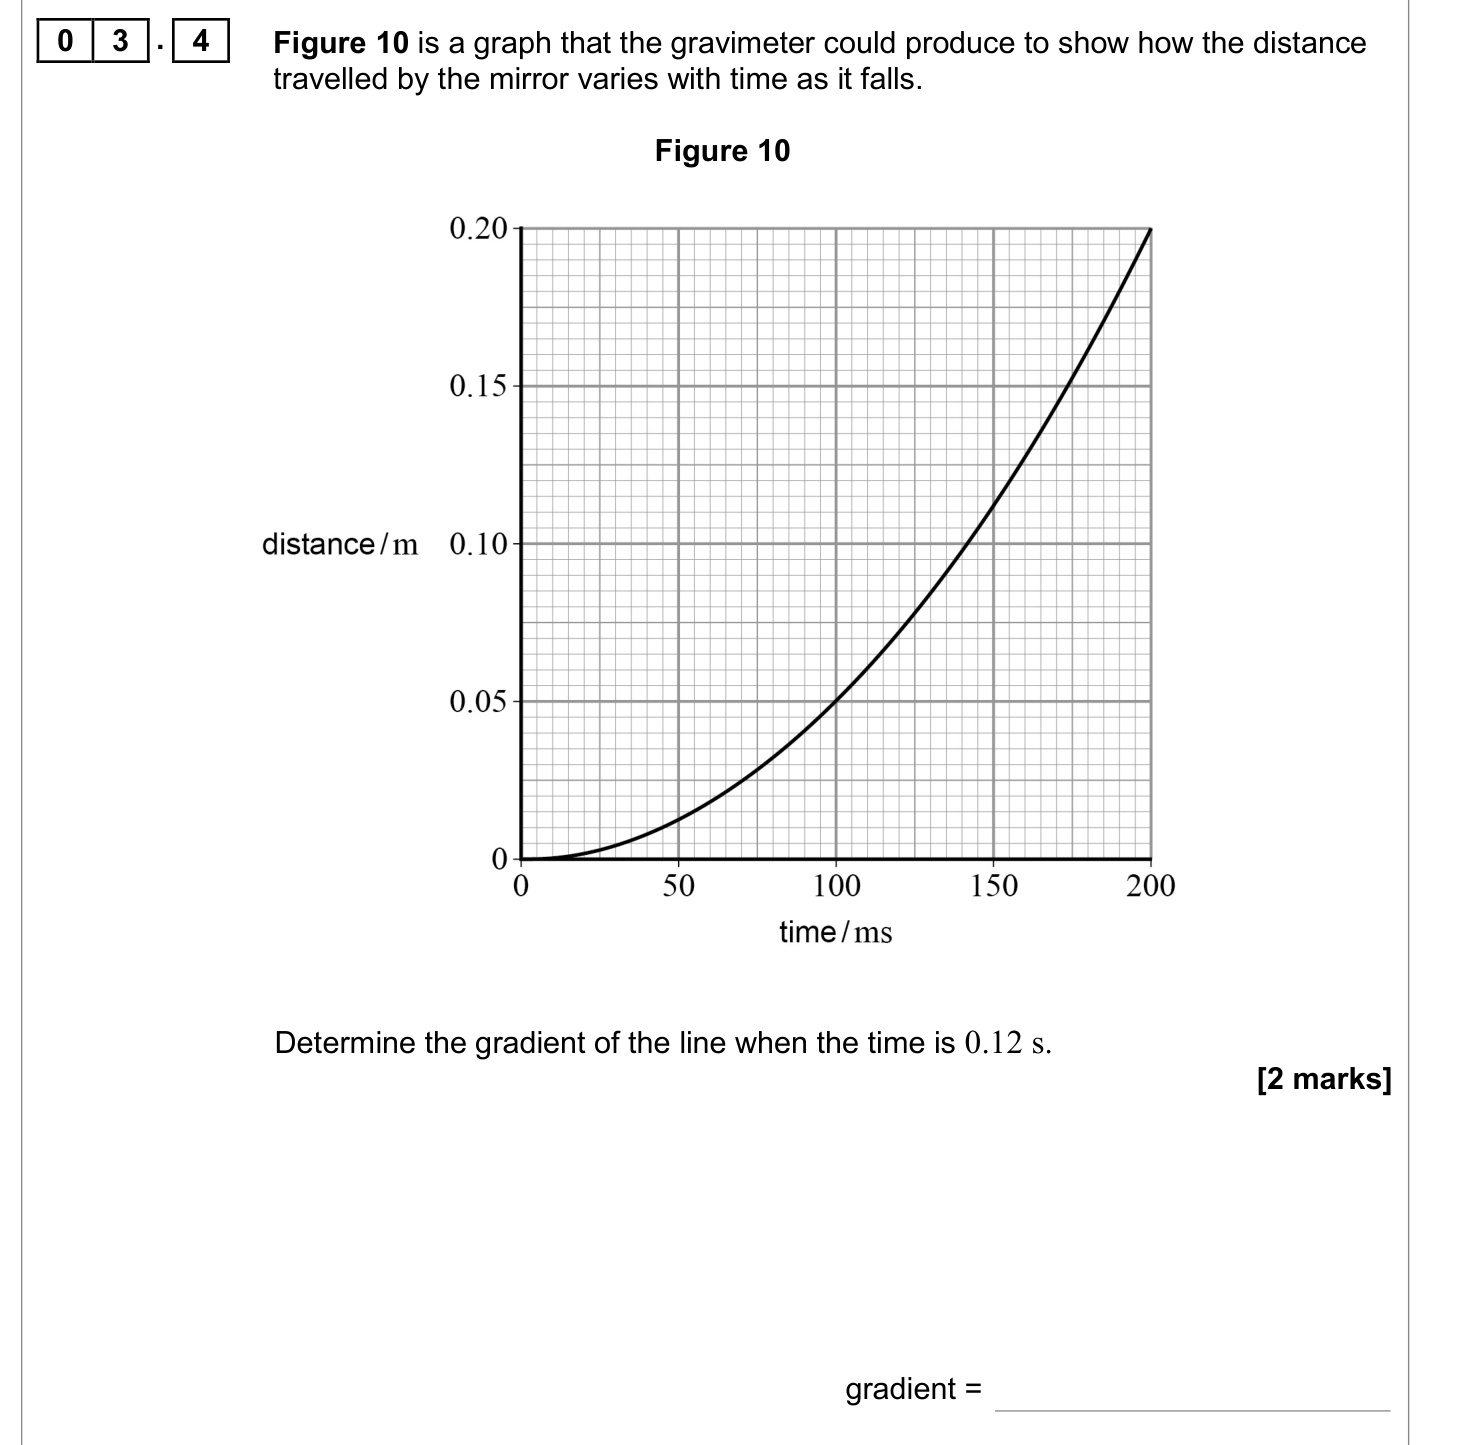 03.4 Figure 10 is a graph that the gravimeter could produce to show how the distance
travelled by the mirror varies with time as it falls.
Figure 10
0.20
0.15
distance / m 0.10
0.05
0
0 50 100 150 200
time / ms
Determine the gradient of the line when the time is 0.12 s.
[2 marks]
gradient =